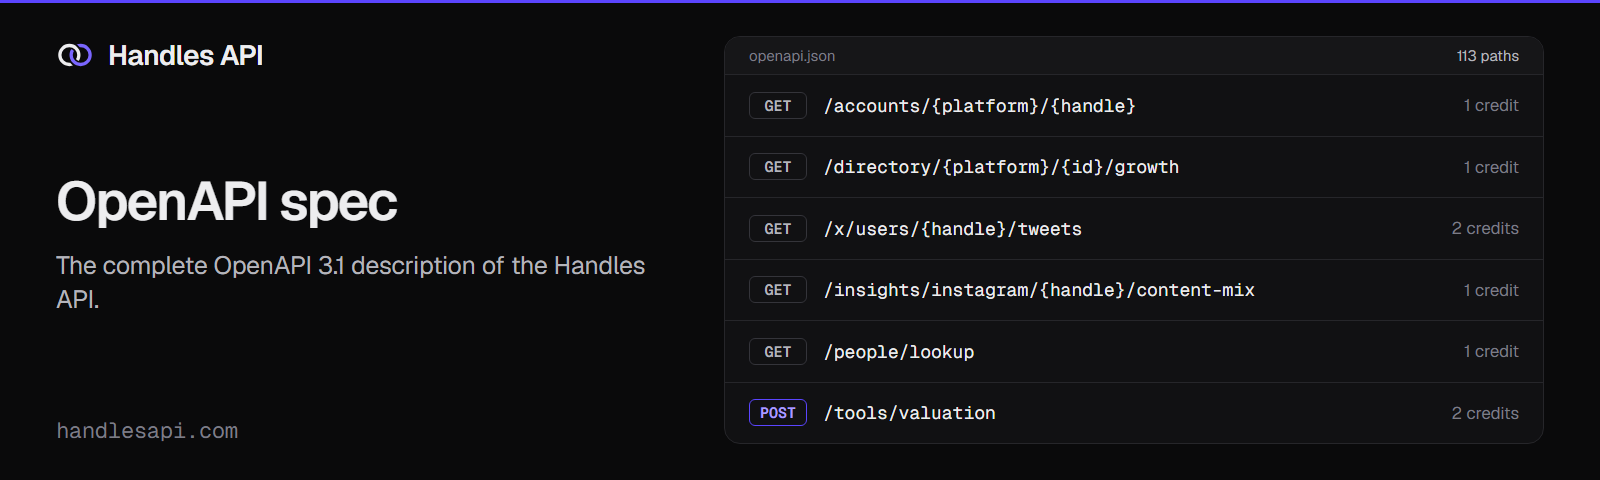 Handles API
OpenAPI spec
The complete OpenAPI 3.1 description of the Handles
API.
handlesapi.com
openapi.json 113 paths
GET /accounts/{platform}/{handle} 1 credit
GET /directory/{platform}/{id}/growth 1 credit
GET /x/users/{handle}/tweets 2 credits
GET /insights/instagram/{handle}/content-mix 1 credit
GET /people/lookup 1 credit
POST /tools/valuation 2 credits